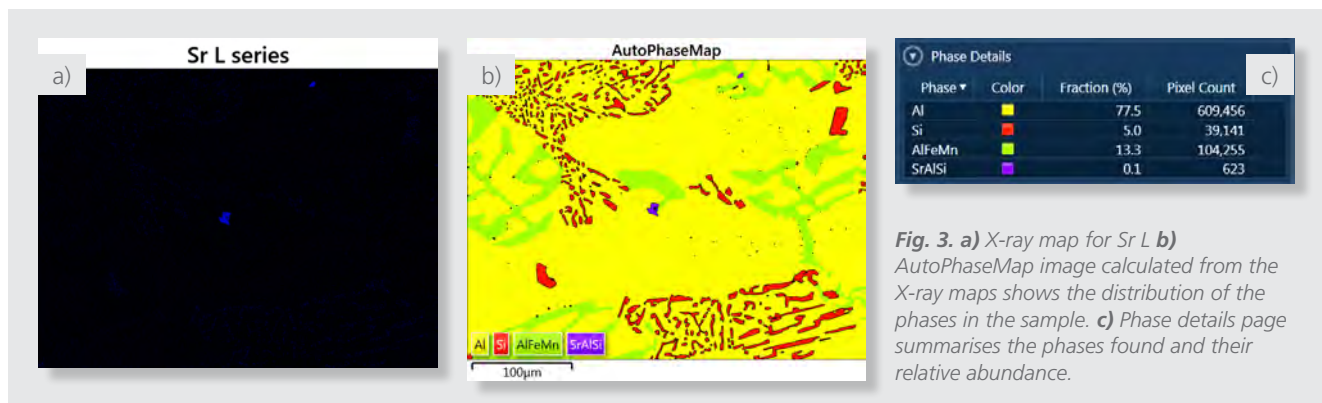 a)
Sr L series
b)
AutoPhaseMap
Al Si AlFeMn SrAlSi
100µm
c)
Phase Details
Phase Color Fraction (%) Pixel Count
Al 77.5 609,456
Si 5.0 39,141
AlFeMn 13.3 104,255
SrAlSi 0.1 623
Fig. 3. a) X-ray map for Sr L b)
AutoPhaseMap image calculated from the
X-ray maps shows the distribution of the
phases in the sample. c) Phase details page
summarises the phases found and their
relative abundance.